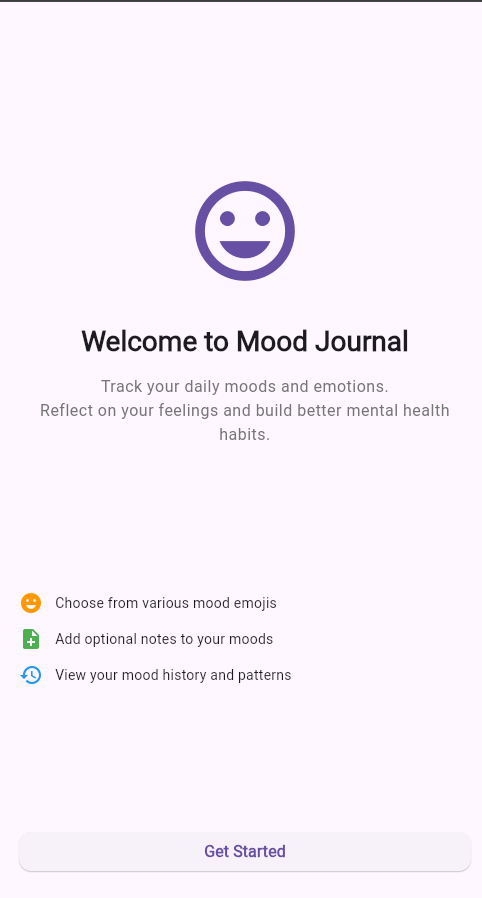 Welcome to Mood Journal
Track your daily moods and emotions.
Reflect on your feelings and build better mental health
habits.
Choose from various mood emojis
Add optional notes to your moods
View your mood history and patterns
Get Started